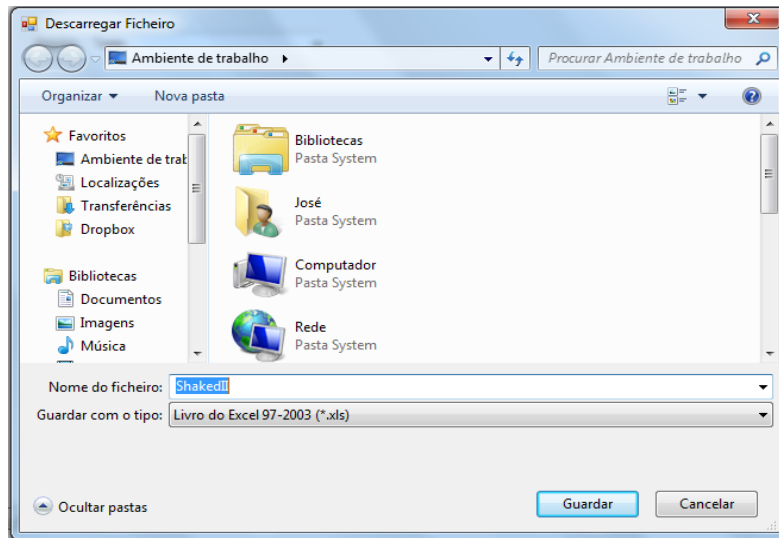 Descarregar Ficheiro
Ambiente de trabalho
Procurar Ambiente de trabalho
Organizar
Nova pasta
Favoritos
Ambiente de trab
Localizações
Transferências
Dropbox
Bibliotecas
Documentos
Imagens
Música
Bibliotecas
Pasta System
José
Pasta System
Computador
Pasta System
Rede
Pasta System
Nome do ficheiro: ShakedII
Guardar com o tipo: Livro do Excel 97-2003 (*.xls)
Ocultar pastas
Guardar
Cancelar